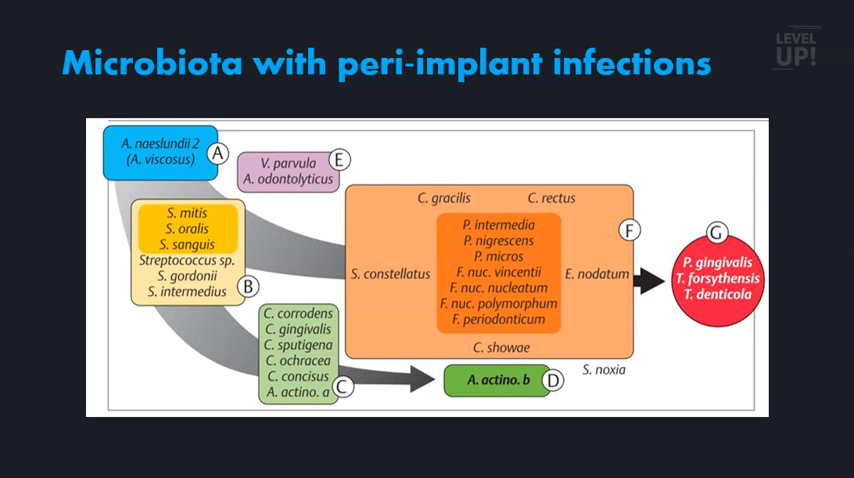 LEVEL
UP!
Microbiota with peri-implant infections
A. naeslundii 2
(A. viscosus)
A
V. parvula
A. odontolyticus
E
S. mitis
S. oralis
S. sanguis
Streptococcus sp.
S. gordonii
S. intermedius
B
C. corrodens
C. gingivalis
C. sputigena
C. ochracea
C. concisus
A. actino. a
C
C. gracilis
C. rectus
P. intermedia
P. nigrescens
P. micros
F. nuc. vincentii
F. nuc. nucleatum
F. nuc. polymorphum
F. periodonticum
S. constellatus
E. nodatum
C. showae
F
A. actino. b
D
S. noxia
G
P. gingivalis
T. forsythensis
T. denticola